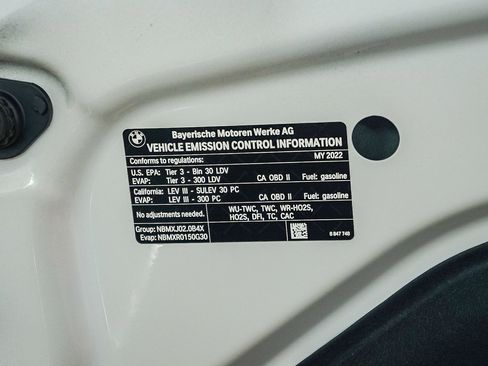 Bayerische Motoren Werke AG
VEHICLE EMISSION CONTROL INFORMATION
Conforms to regulations: MY 2022
U.S. EPA: Tier 3 - Bin 30 LDV
EVAP: Tier 3 - 300 LDV CA OBD II Fuel: gasoline
California: LEV III - SULEV 30 PC
EVAP: LEV III - 300 PC CA OBD II Fuel: gasoline
No adjustments needed. WU-TWC, TWC, WR-HO2S,
HO2S, DFI, TC, CAC
Group: NBMXJ02.0B4X
Evap: NBMXR0150G30 6 847 740